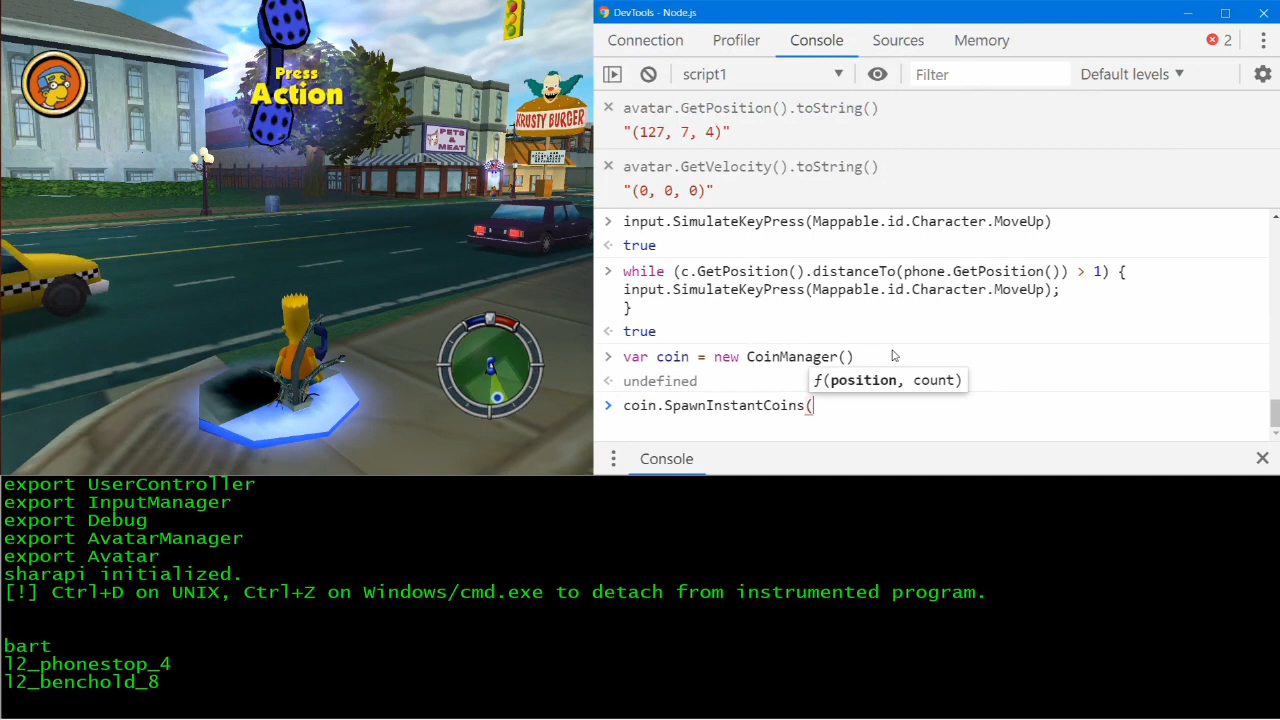 Press
Action
PETS
&
MEAT
KRUSTY BURGER
DevTools - Node.js
Connection Profiler Console Sources Memory 2
script1 Filter Default levels
avatar.GetPosition().toString()
"(127, 7, 4)"
avatar.GetVelocity().toString()
"(0, 0, 0)"
input.SimulateKeyPress(Mappable.id.Character.MoveUp)
true
while (c.GetPosition().distanceTo(phone.GetPosition()) > 1) {
input.SimulateKeyPress(Mappable.id.Character.MoveUp);
}
true
var coin = new CoinManager()
undefined
ƒ(position, count)
coin.SpawnInstantCoins(
Console
export UserController
export InputManager
export Debug
export AvatarManager
export Avatar
sharapi initialized.
[!] Ctrl+D on UNIX, Ctrl+Z on Windows/cmd.exe to detach from instrumented program.
bart
l2_phonestop_4
l2_benchold_8